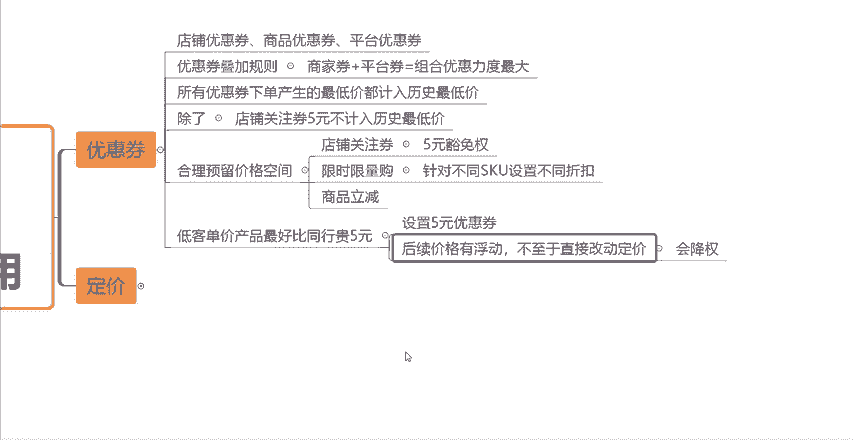 店铺优惠券、商品优惠券、平台优惠券
优惠券叠加规则 商家券+平台券=组合优惠力度最大
所有优惠券下单产生的最低价都计入历史最低价
除了 店铺关注券5元不计入历史最低价
优惠券
店铺关注券 5元豁免权
合理预留价格空间 限时限量购 针对不同SKU设置不同折扣
商品立减
设置5元优惠券
低客单价产品最好比同行贵5元
后续价格有浮动，不至于直接改动定价 会降权
用
定价